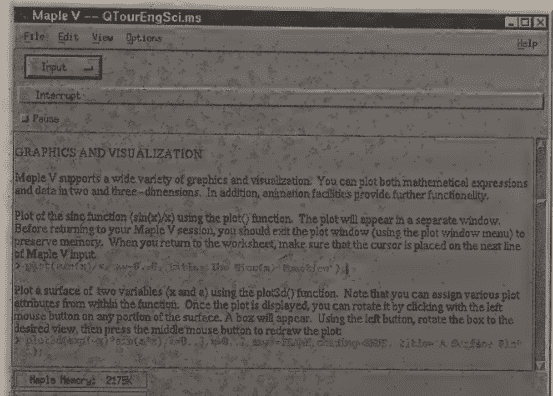 Maple V -- QTourEngSci.ms
File Edit View Options
Help
Input
Interrupt
Pause
GRAPHICS AND VISUALIZATION
Maple V supports a wide variety of graphics and visualization. You can plot both mathematical expressions
and data in two and three-dimensions. In addition, animation facilities provide further functionality.
Plot of the sinc function (sin(x)/x) using the plot() function. The plot will appear in a separate window.
Before returning to your Maple V session, you should exit the plot window (using the plot window menu) to
preserve memory. When you return to the worksheet, make sure that the cursor is placed on the next line
of Maple V input.
> plot(sin(x)/x,
Plot a surface of two variables (x and a) using the plot3d() function. Note that you can assign various plot
attributes from within the function. Once the plot is displayed, you can rotate it by clicking with the left
mouse button on any portion of the surface. A box will appear. Using the left button, rotate the box to the
desired view, then press the middle mouse button to redraw the plot.
> plot3d(
Maple Memory: 2175K